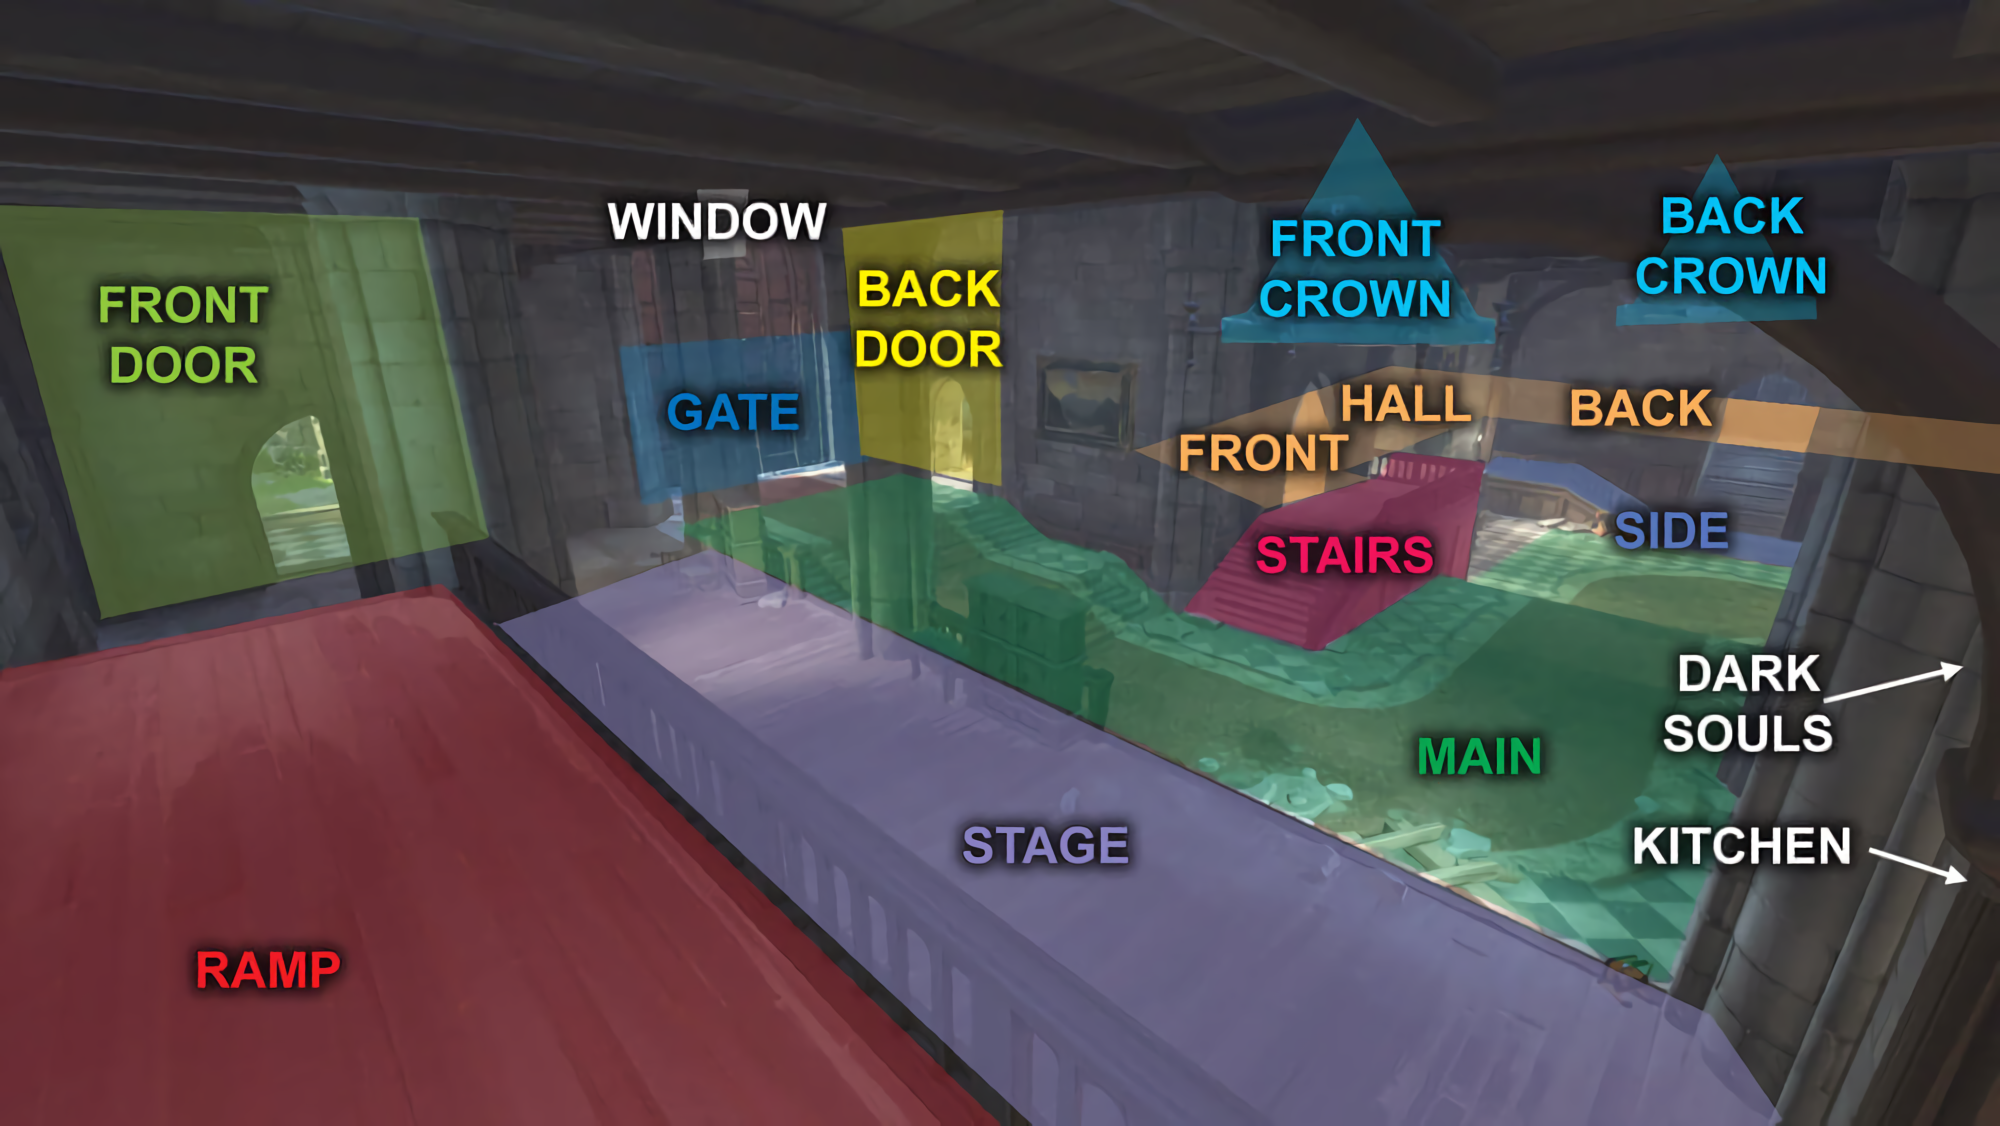 WINDOW
FRONT
DOOR
BACK
DOOR
GATE
FRONT
CROWN
BACK
CROWN
HALL
FRONT
BACK
STAIRS
SIDE
DARK
SOULS
MAIN
KITCHEN
STAGE
RAMP